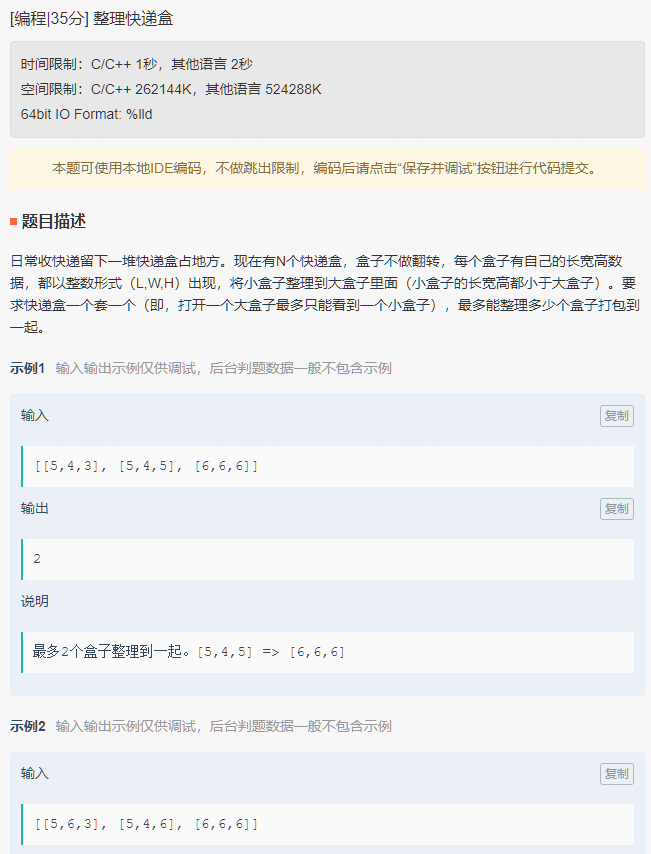 [编程|35分] 整理快递盒
时间限制：C/C++ 1秒，其他语言 2秒
空间限制：C/C++ 262144K，其他语言 524288K
64bit IO Format: %lld
本题可使用本地IDE编码，不做跳出限制，编码后请点击“保存并调试”按钮进行代码提交。
题目描述
日常收快递留下一堆快递盒占地方。现在有N个快递盒，盒子不做翻转，每个盒子有自己的长宽高数
据，都以整数形式（L,W,H）出现，将小盒子整理到大盒子里面（小盒子的长宽高都小于大盒子）。要
求快递盒一个套一个（即，打开一个大盒子最多只能看到一个小盒子），最多能整理多少个盒子打包到
一起。
示例1 输入输出示例仅供调试，后台判题数据一般不包含示例
输入 复制
[[5,4,3], [5,4,5], [6,6,6]]
输出 复制
2
说明
最多2个盒子整理到一起。[5,4,5] => [6,6,6]
示例2 输入输出示例仅供调试，后台判题数据一般不包含示例
输入 复制
[[5,6,3], [5,4,6], [6,6,6]]